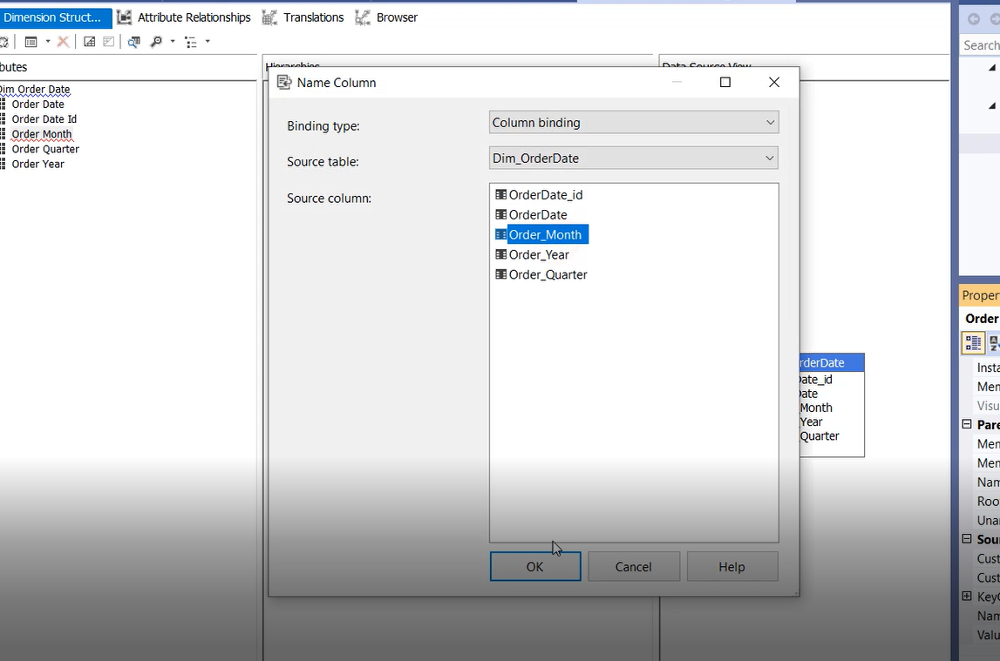 Dimension Struct...
Attribute Relationships
Translations
Browser
butes
Hierarchies
Data Source View
Search
Dim Order Date
Order Date
Order Date Id
Order Month
Order Quarter
Order Year
Name Column
Binding type:
Column binding
Source table:
Dim_OrderDate
Source column:
OrderDate_id
OrderDate
Order_Month
Order_Year
Order_Quarter
OK
Cancel
Help
rderDate
Date_id
Date
Month
Year
Quarter
Proper
Order
Insta
Mem
Visu
Pare
Mem
Mem
Nam
Roo
Una
Sou
Cust
Cust
KeyC
Nam
Valu